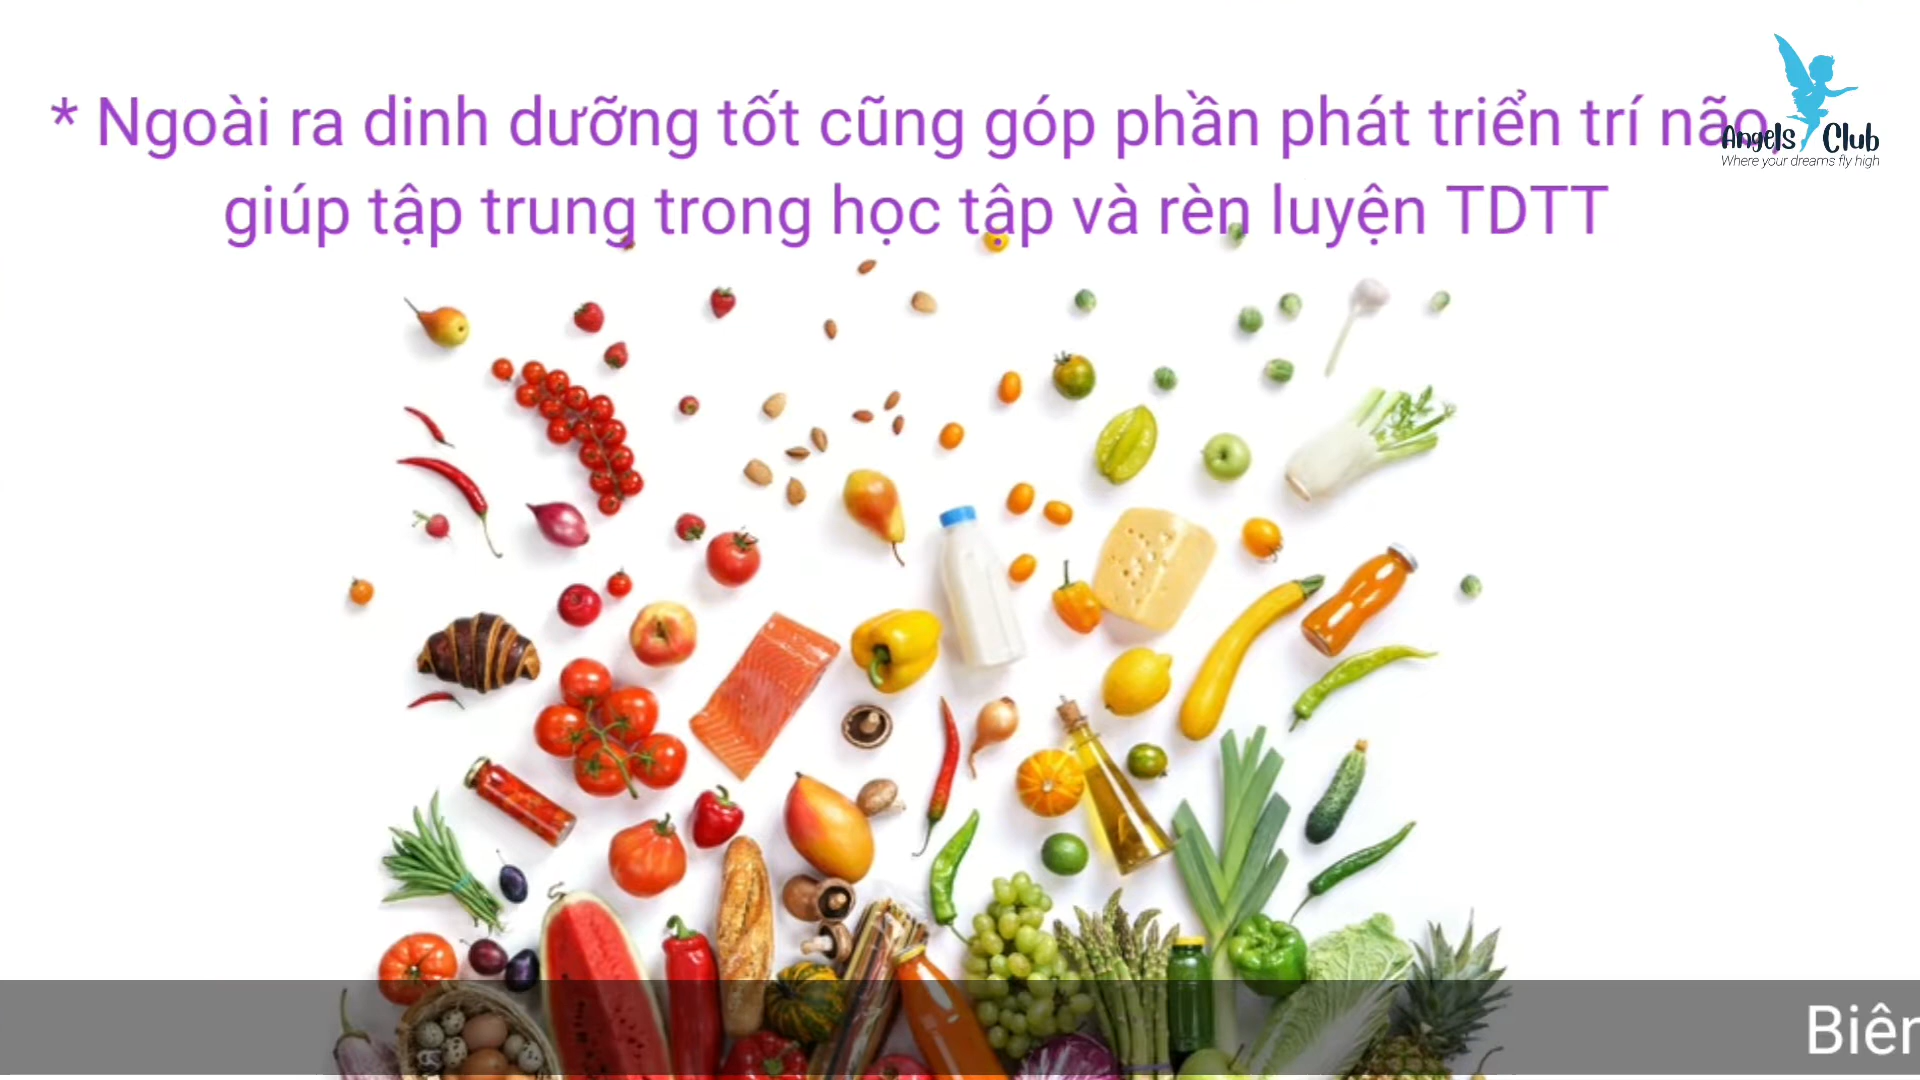 * Ngoài ra dinh dưỡng tốt cũng góp phần phát triển trí não,
giúp tập trung trong học tập và rèn luyện TDTT
Angels Club
Where your dreams fly high